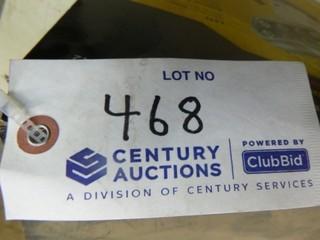 LOT NO
468
CENTURY AUCTIONS
POWERED BY
ClubBid
A DIVISION OF CENTURY SERVICES